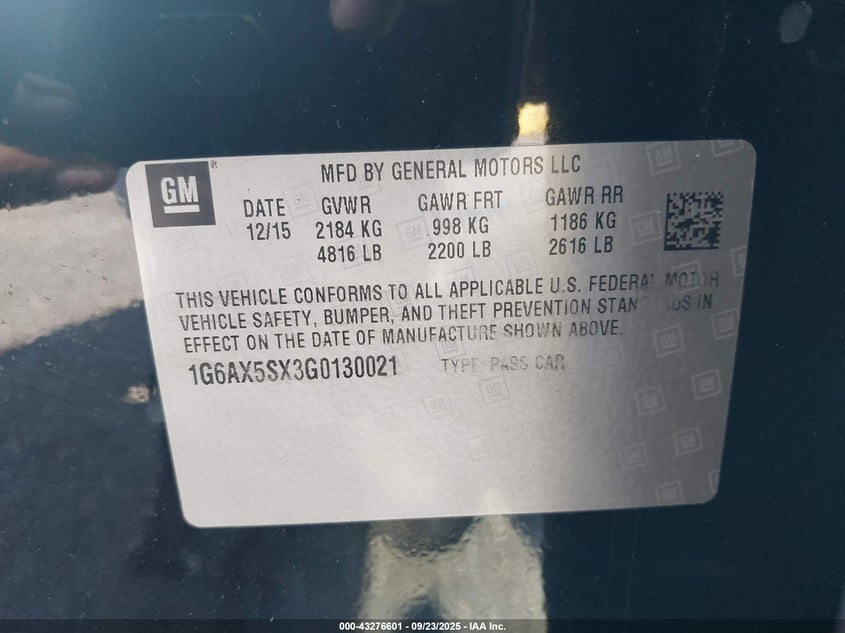 GM®
MFD BY GENERAL MOTORS LLC
DATE GVWR GAWR FRT GAWR RR
12/15 2184 KG 998 KG 1186 KG
4816 LB 2200 LB 2616 LB
THIS VEHICLE CONFORMS TO ALL APPLICABLE U.S. FEDERAL MOTOR
VEHICLE SAFETY, BUMPER, AND THEFT PREVENTION STANDARDS IN
EFFECT ON THE DATE OF MANUFACTURE SHOWN ABOVE.
1G6AX5SX3G0130021 TYPE: PASS CAR
000-43276601 - 09/23/2025 - IAA Inc.